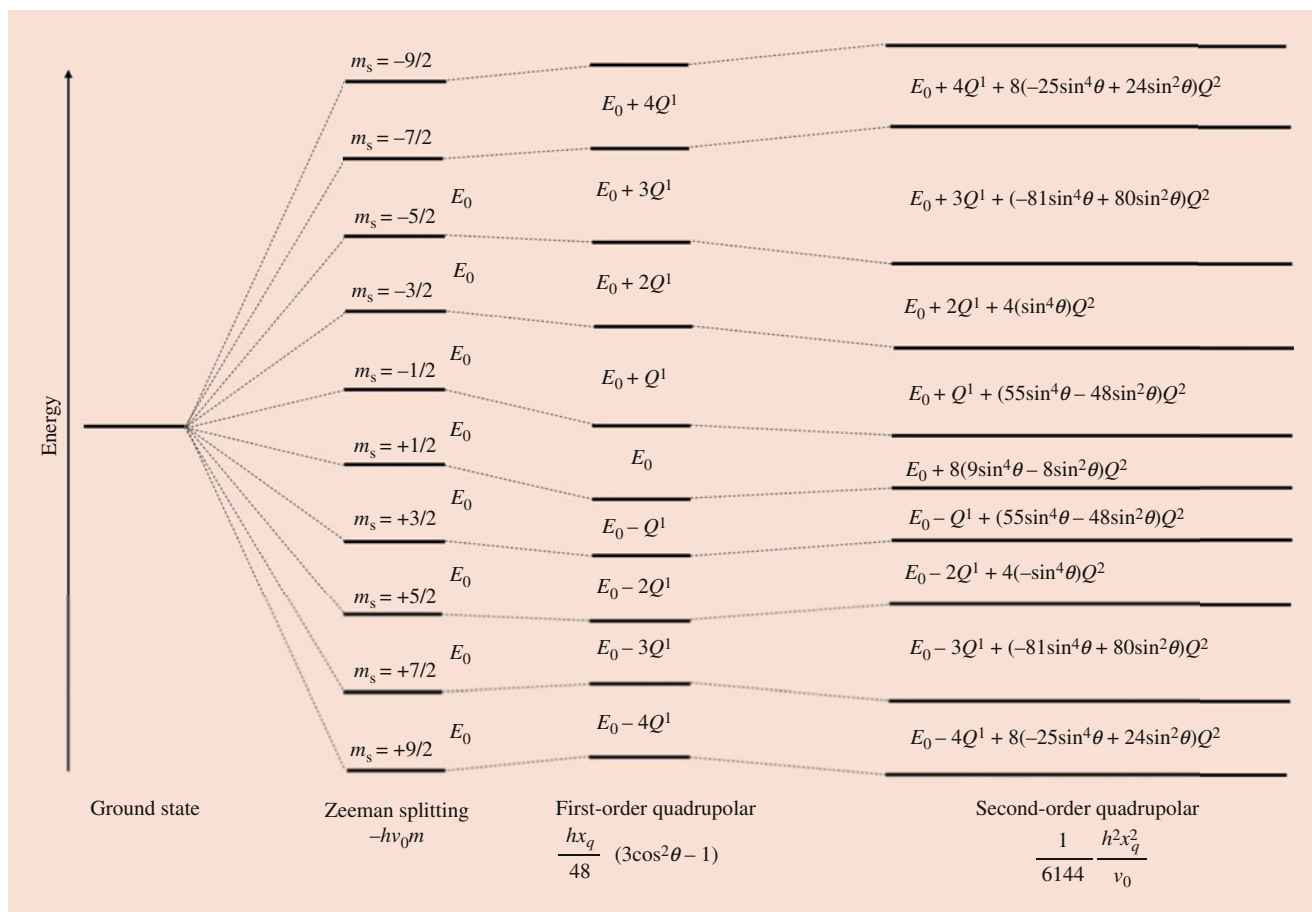 Energy
m_s = –9/2
m_s = –7/2
E_0
m_s = –5/2
E_0
m_s = –3/2
E_0
m_s = –1/2
E_0
m_s = +1/2
E_0
m_s = +3/2
E_0
m_s = +5/2
E_0
m_s = +7/2
E_0
m_s = +9/2
E_0 + 4Q^1
E_0 + 3Q^1
E_0 + 2Q^1
E_0 + Q^1
E_0
E_0 – Q^1
E_0 – 2Q^1
E_0 – 3Q^1
E_0 – 4Q^1
E_0 + 4Q^1 + 8(–25sin^4θ + 24sin^2θ)Q^2
E_0 + 3Q^1 + (–81sin^4θ + 80sin^2θ)Q^2
E_0 + 2Q^1 + 4(sin^4θ)Q^2
E_0 + Q^1 + (55sin^4θ – 48sin^2θ)Q^2
E_0 + 8(9sin^4θ – 8sin^2θ)Q^2
E_0 – Q^1 + (55sin^4θ – 48sin^2θ)Q^2
E_0 – 2Q^1 + 4(–sin^4θ)Q^2
E_0 – 3Q^1 + (–81sin^4θ + 80sin^2θ)Q^2
E_0 – 4Q^1 + 8(–25sin^4θ + 24sin^2θ)Q^2
Ground state
Zeeman splitting
–hv_0m
First-order quadrupolar
hx_q/48 (3cos^2θ – 1)
Second-order quadrupolar
1/6144 h^2x_q^2/v_0